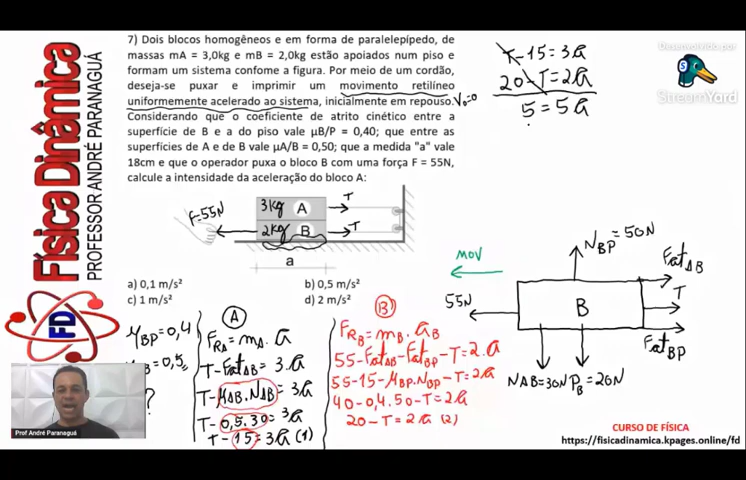 Física Dinâmica
PROFESSOR ANDRÉ PARANAGUÁ
FD
7) Dois blocos homogêneos e em forma de paralelepípedo, de
massas mA = 3,0kg e mB = 2,0kg estão apoiados num piso e
formam um sistema confome a figura. Por meio de um cordão,
deseja-se puxar e imprimir um movimento retilíneo
uniformemente acelerado ao sistema, inicialmente em repouso. V₀=0
Considerando que o coeficiente de atrito cinético entre a
superfície de B e a do piso vale µB/P = 0,40; que entre as
superfícies de A e de B vale µA/B = 0,50; que a medida "a" vale
18cm e que o operador puxa o bloco B com uma força F = 55N,
calcule a intensidade da aceleração do bloco A:
F=55N
3kg A T
2kg B T
a
a) 0,1 m/s² b) 0,5 m/s²
c) 1 m/s² d) 2 m/s²
T-15=3a
20-T=2a
5=5a
Desenvolvido por
StreamYard
MOV
NBP=50N
FatAB
55N B T
FatBP
NAB=30N PB=20N
µBP=0,4
B=0,5
?
A
FRA=mA.a
T-FatAB=3.a
T-µAB.NAB=3a
T-0,5.30=3a
T-15=3a (1)
B
FRB=mB.aB
55-FatAB-FatBP-T=2.a
55-15-µBP.NBP-T=2a
40-0,4.50-T=2a
20-T=2a (2)
Prof André Paranaguá
CURSO DE FÍSICA
https://fisicadinamica.kpages.online/fd